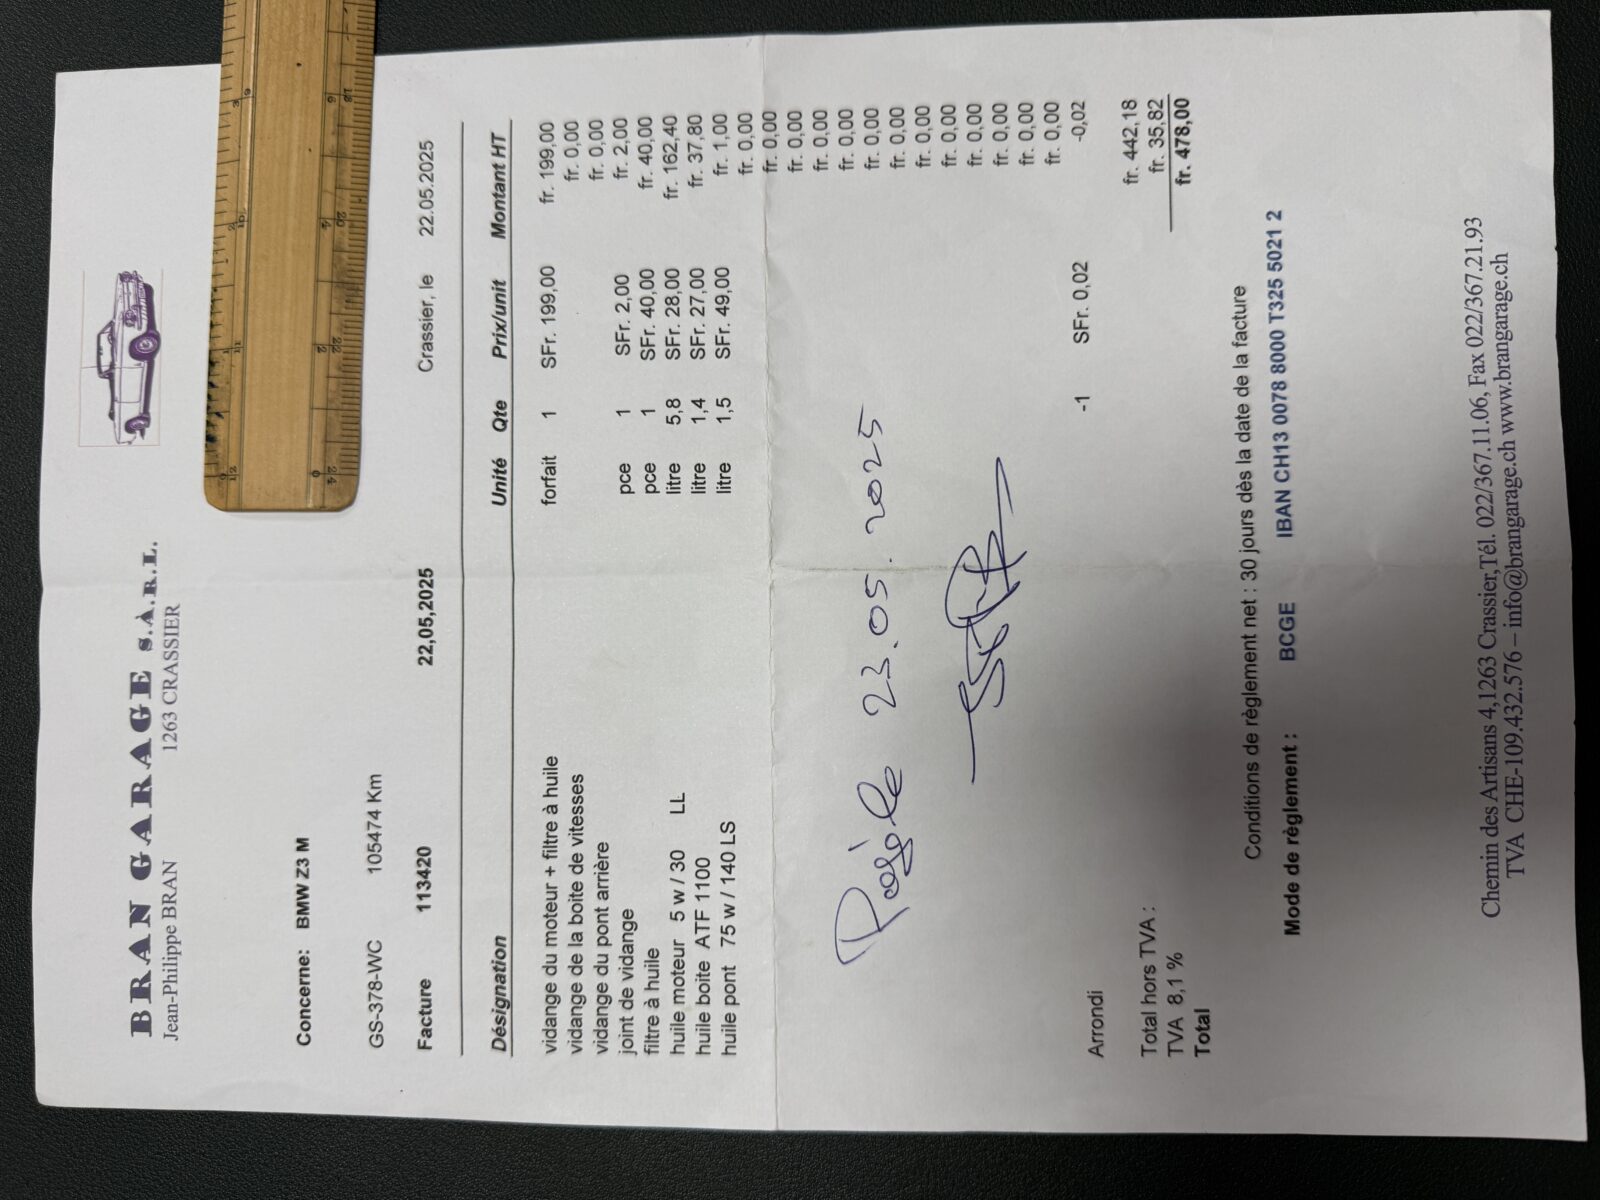 BRAN GARAGE S.À.R.L.
Jean-Philippe BRAN 1263 CRASSIER
Concerne: BMW Z3 M
GS-378-WC 105474 Km
Facture 113420 22,05,2025 Crassier, le 22.05.2025
Désignation Unité Qte Prix/unit Montant HT
vidange du moteur + filtre à huile forfait 1 SFr. 199,00 fr. 199,00
vidange de la boite de vitesses fr. 0,00
vidange du pont arrière fr. 0,00
joint de vidange pce 1 SFr. 2,00 fr. 2,00
filtre à huile pce 1 SFr. 40,00 fr. 40,00
huile moteur 5 w / 30 LL litre 5,8 SFr. 28,00 fr. 162,40
huile boite ATF 1100 litre 1,4 SFr. 27,00 fr. 37,80
huile pont 75 w / 140 LS litre 1,5 SFr. 49,00 fr. 1,00
fr. 0,00
fr. 0,00
fr. 0,00
fr. 0,00
fr. 0,00
fr. 0,00
fr. 0,00
fr. 0,00
fr. 0,00
fr. 0,00
fr. 0,00
fr. 0,00
fr. 0,00
23.05.2025
Arrondi -1 SFr. 0,02 -0,02
Total hors TVA : fr. 442,18
TVA 8,1 % fr. 35,82
Total fr. 478,00
Conditions de règlement net : 30 jours dès la date de la facture
Mode de règlement : BCGE IBAN CH13 0078 8000 T325 5021 2
Chemin des Artisans 4,1263 Crassier,Tél. 022/367.11.06, Fax 022/367.21.93
TVA CHE-109.432.576 – info@brangarage.ch www.brangarage.ch